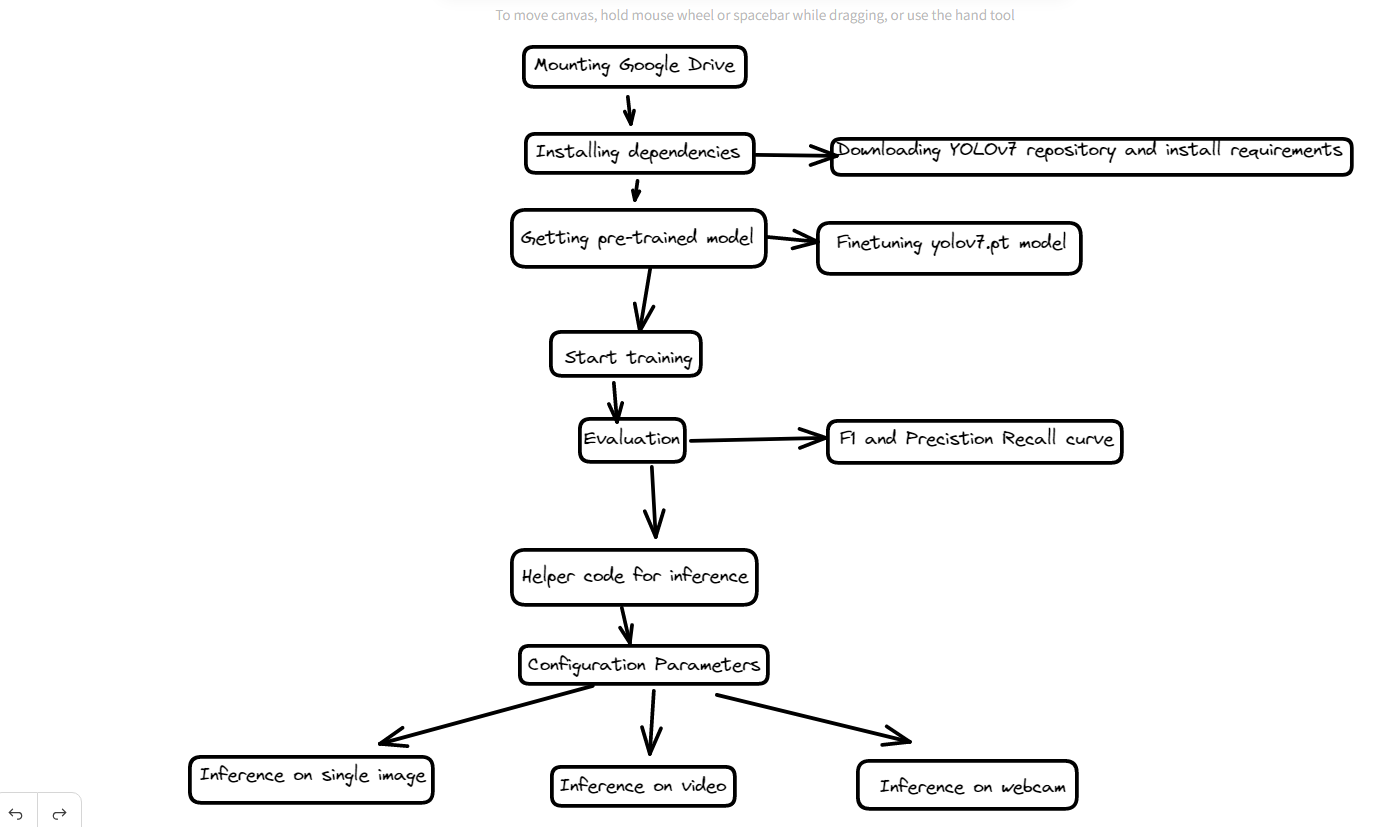 To move canvas, hold mouse wheel or spacebar while dragging, or use the hand tool
Mounting Google Drive
Installing dependencies
Downloading YOLOv7 repository and install requirements
Getting pre-trained model
Finetuning yolov7.pt model
Start training
Evaluation
F1 and Precistion Recall curve
Helper code for inference
Configuration Parameters
Inference on single image
Inference on video
Inference on webcam